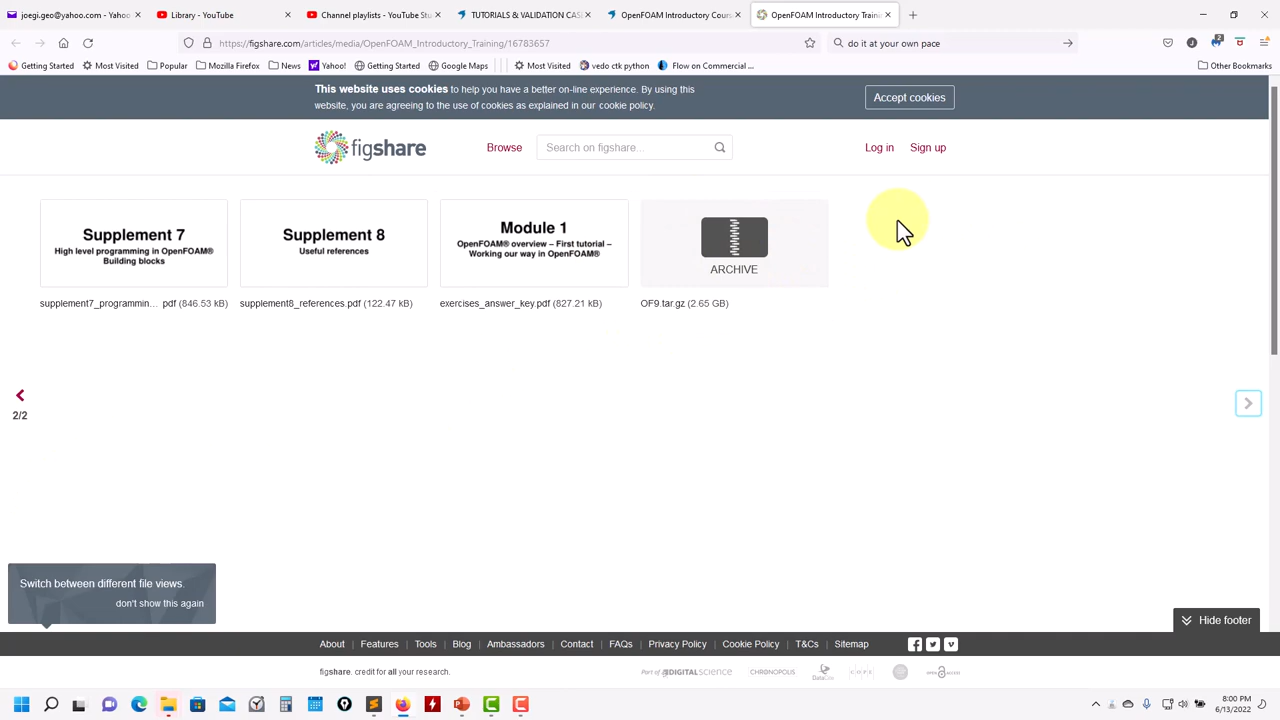 joegi.geo@yahoo.com - Yahoo
Library - YouTube
Channel playlists - YouTube Stu
TUTORIALS & VALIDATION CAS
OpenFOAM Introductory Cours
OpenFOAM Introductory Train
https://figshare.com/articles/media/OpenFOAM_Introductory_Training/16783657
do it at your own pace
2
Getting Started
Most Visited
Popular
Mozilla Firefox
News
Yahoo!
Getting Started
Google Maps
Most Visited
vedo ctk python
Flow on Commercial ...
Other Bookmarks
This website uses cookies to help you have a better on-line experience. By using this
website, you are agreeing to the use of cookies as explained in our cookie policy.
Accept cookies
figshare
Browse
Search on figshare...
Log in
Sign up
Supplement 7
High level programming in OpenFOAM®
Building blocks
Supplement 8
Useful references
Module 1
OpenFOAM® overview – First tutorial –
Working our way in OpenFOAM®
ARCHIVE
supplement7_programmin... pdf (846.53 kB)
supplement8_references.pdf (122.47 kB)
exercises_answer_key.pdf (827.21 kB)
OF9.tar.gz (2.65 GB)
2/2
Switch between different file views.
don't show this again
Hide footer
About
Features
Tools
Blog
Ambassadors
Contact
FAQs
Privacy Policy
Cookie Policy
T&Cs
Sitemap
figshare. credit for all your research.
Part of DIGITAL SCIENCE
CHRONOPOLIS
8:00 PM
6/13/2022